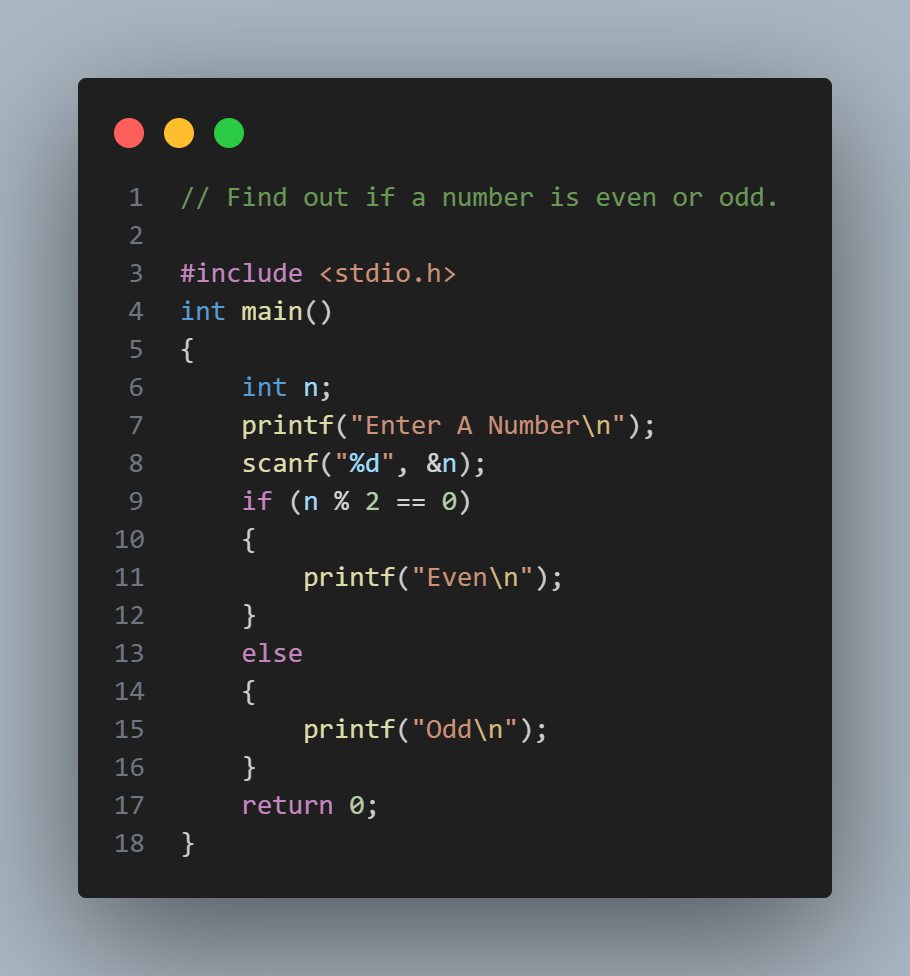 1 // Find out if a number is even or odd.
2
3 #include <stdio.h>
4 int main()
5 {
6     int n;
7     printf("Enter A Number\n");
8     scanf("%d", &n);
9     if (n % 2 == 0)
10     {
11         printf("Even\n");
12     }
13     else
14     {
15         printf("Odd\n");
16     }
17     return 0;
18 }